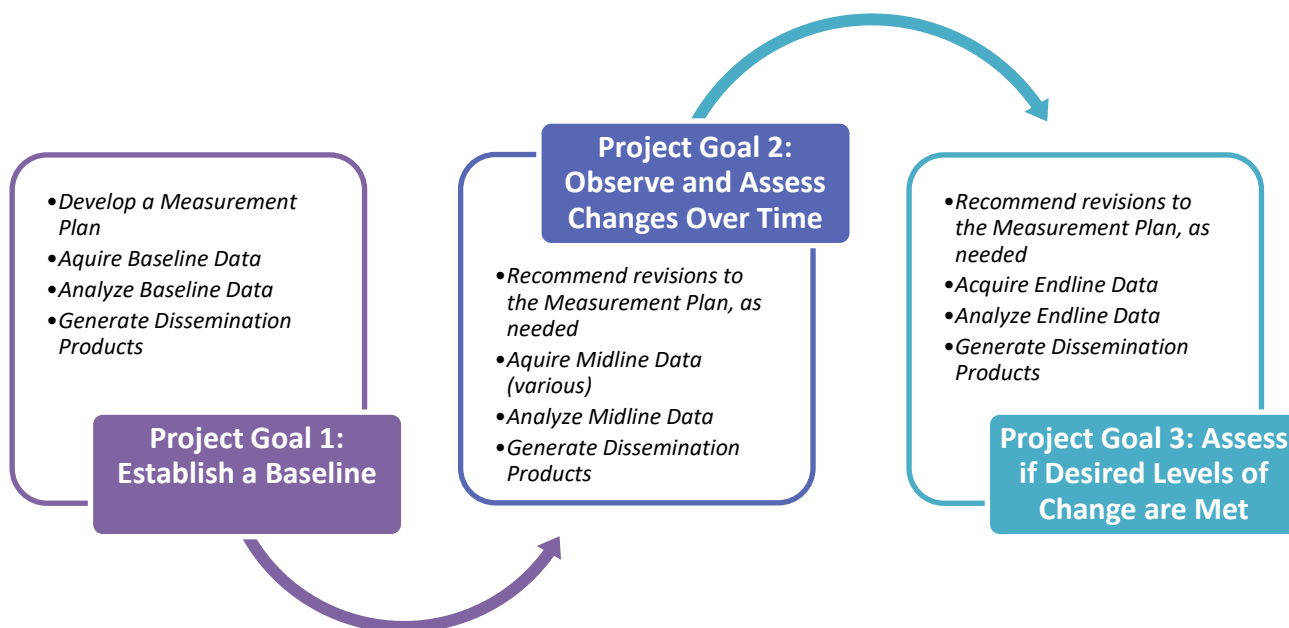 •Develop a Measurement
Plan
•Aquire Baseline Data
•Analyze Baseline Data
•Generate Dissemination
Products
Project Goal 1:
Establish a Baseline
Project Goal 2:
Observe and Assess
Changes Over Time
•Recommend revisions to
the Measurement Plan, as
needed
•Aquire Midline Data
(various)
•Analyze Midline Data
•Generate Dissemination
Products
•Recommend revisions to
the Measurement Plan, as
needed
•Acquire Endline Data
•Analyze Endline Data
•Generate Dissemination
Products
Project Goal 3: Assess
if Desired Levels of
Change are Met